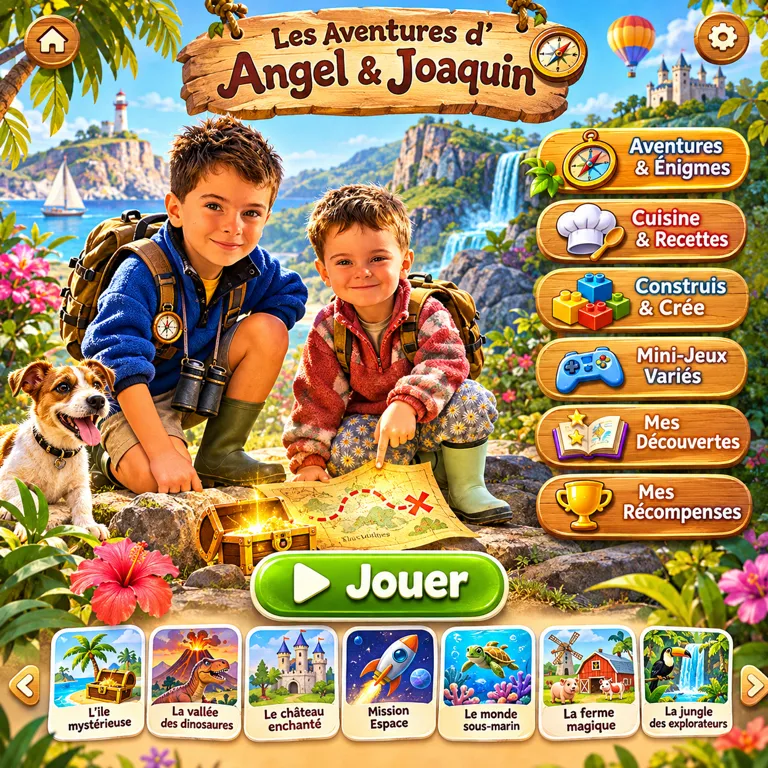 Les Aventures d'
Angel & Joaquin
Aventures
& Énigmes
Cuisine
& Recettes
Construis
& Crée
Mini-Jeux
Variés
Mes
Découvertes
Mes
Récompenses
Jouer
L'île
mystérieuse
La vallée
des dinosaures
Le château
enchanté
Mission
Espace
Le monde
sous-marin
La ferme
magique
La jungle
des explorateurs